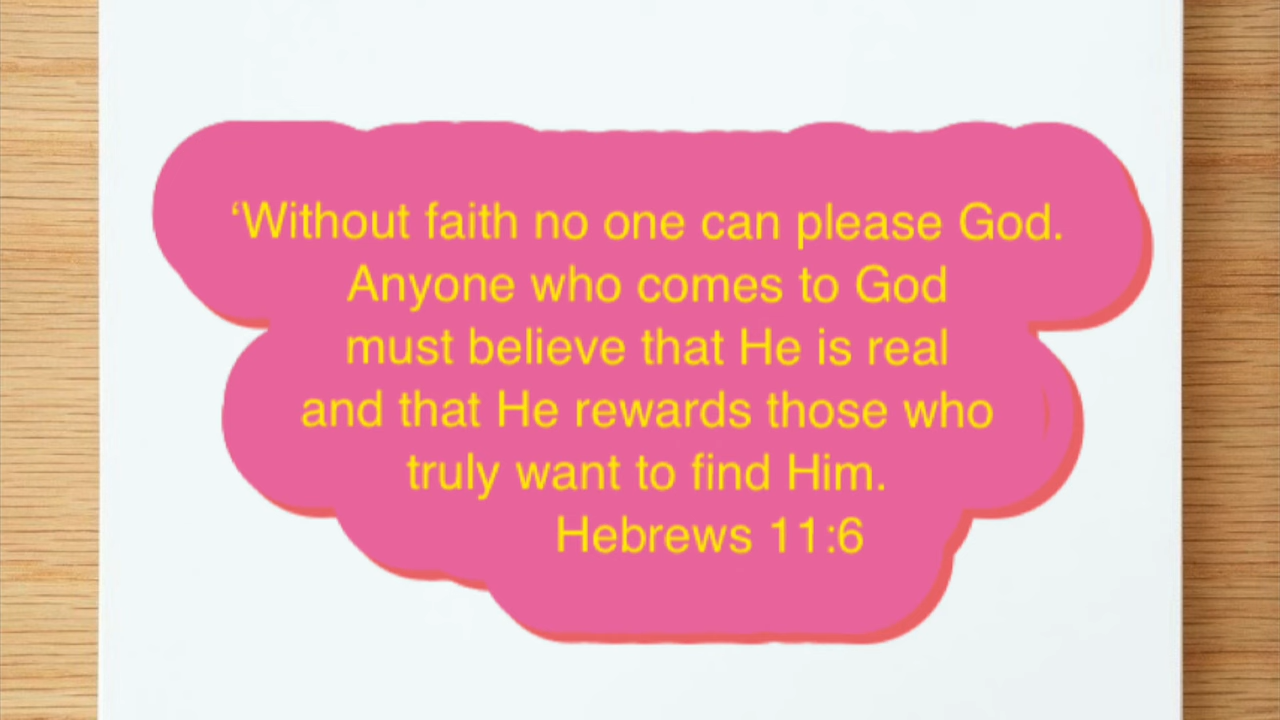 ‘Without faith no one can please God.
Anyone who comes to God
must believe that He is real
and that He rewards those who
truly want to find Him.
Hebrews 11:6